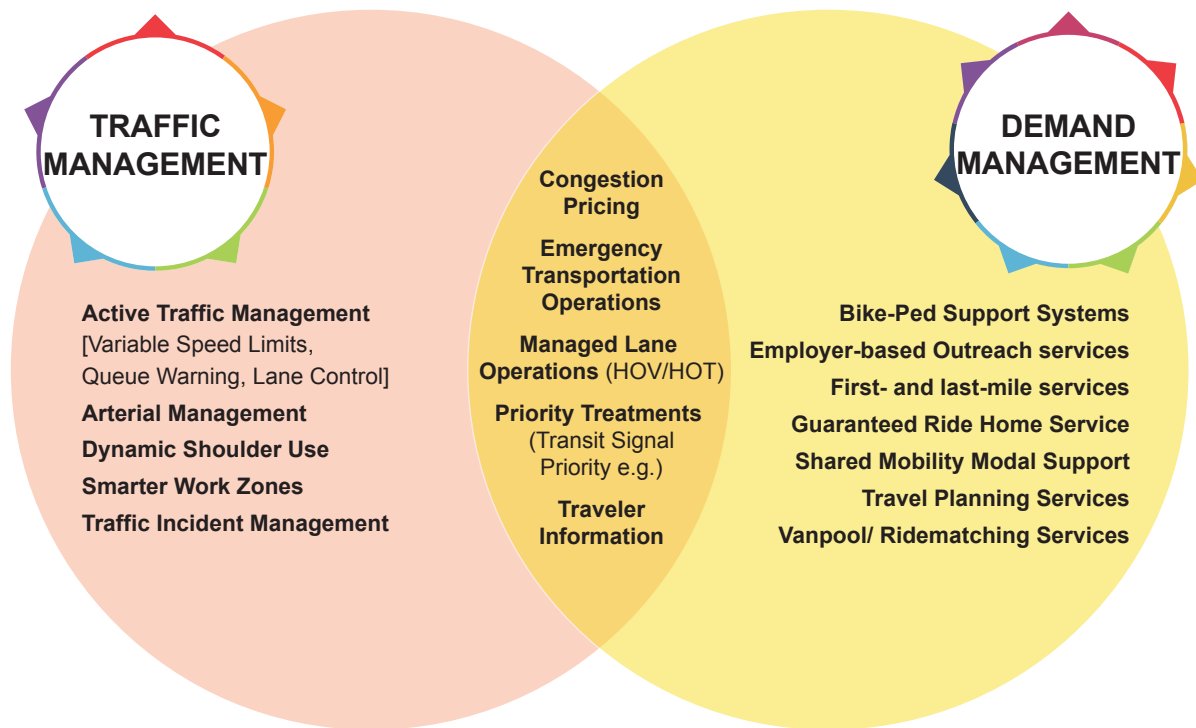 TRAFFIC
MANAGEMENT
Active Traffic Management
[Variable Speed Limits,
Queue Warning, Lane Control]
Arterial Management
Dynamic Shoulder Use
Smarter Work Zones
Traffic Incident Management
Congestion
Pricing
Emergency
Transportation
Operations
Managed Lane
Operations (HOV/HOT)
Priority Treatments
(Transit Signal
Priority e.g.)
Traveler
Information
DEMAND
MANAGEMENT
Bike-Ped Support Systems
Employer-based Outreach services
First- and last-mile services
Guaranteed Ride Home Service
Shared Mobility Modal Support
Travel Planning Services
Vanpool/ Ridematching Services